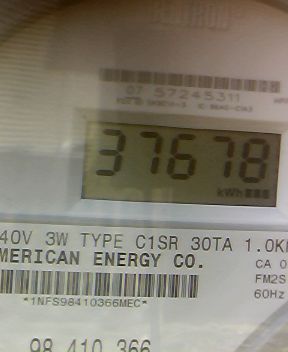 07 57245311
37678
kWh
40V 3W TYPE C1SR 30TA 1.0K
MERICAN ENERGY CO.
CA 0
FM2S
*1NFS98410366MEC*
60Hz
98 410 366